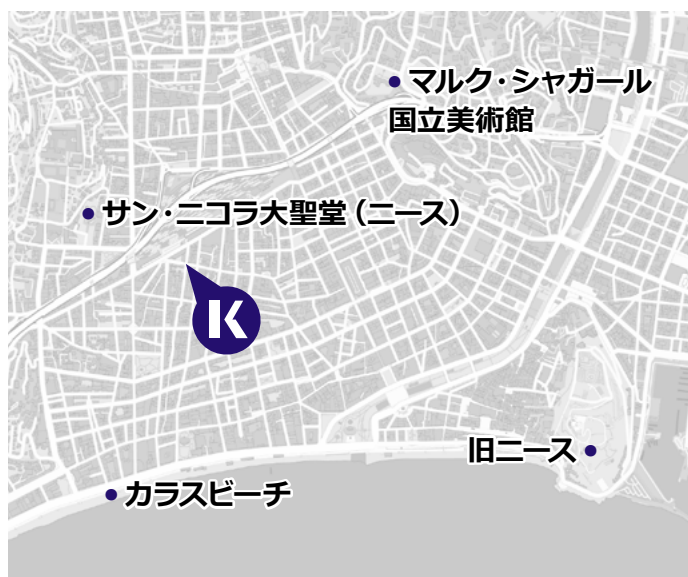 マルク・シャガール
国立美術館
サン・ニコラ大聖堂（ニース）
K
旧ニース
カラスビーチ